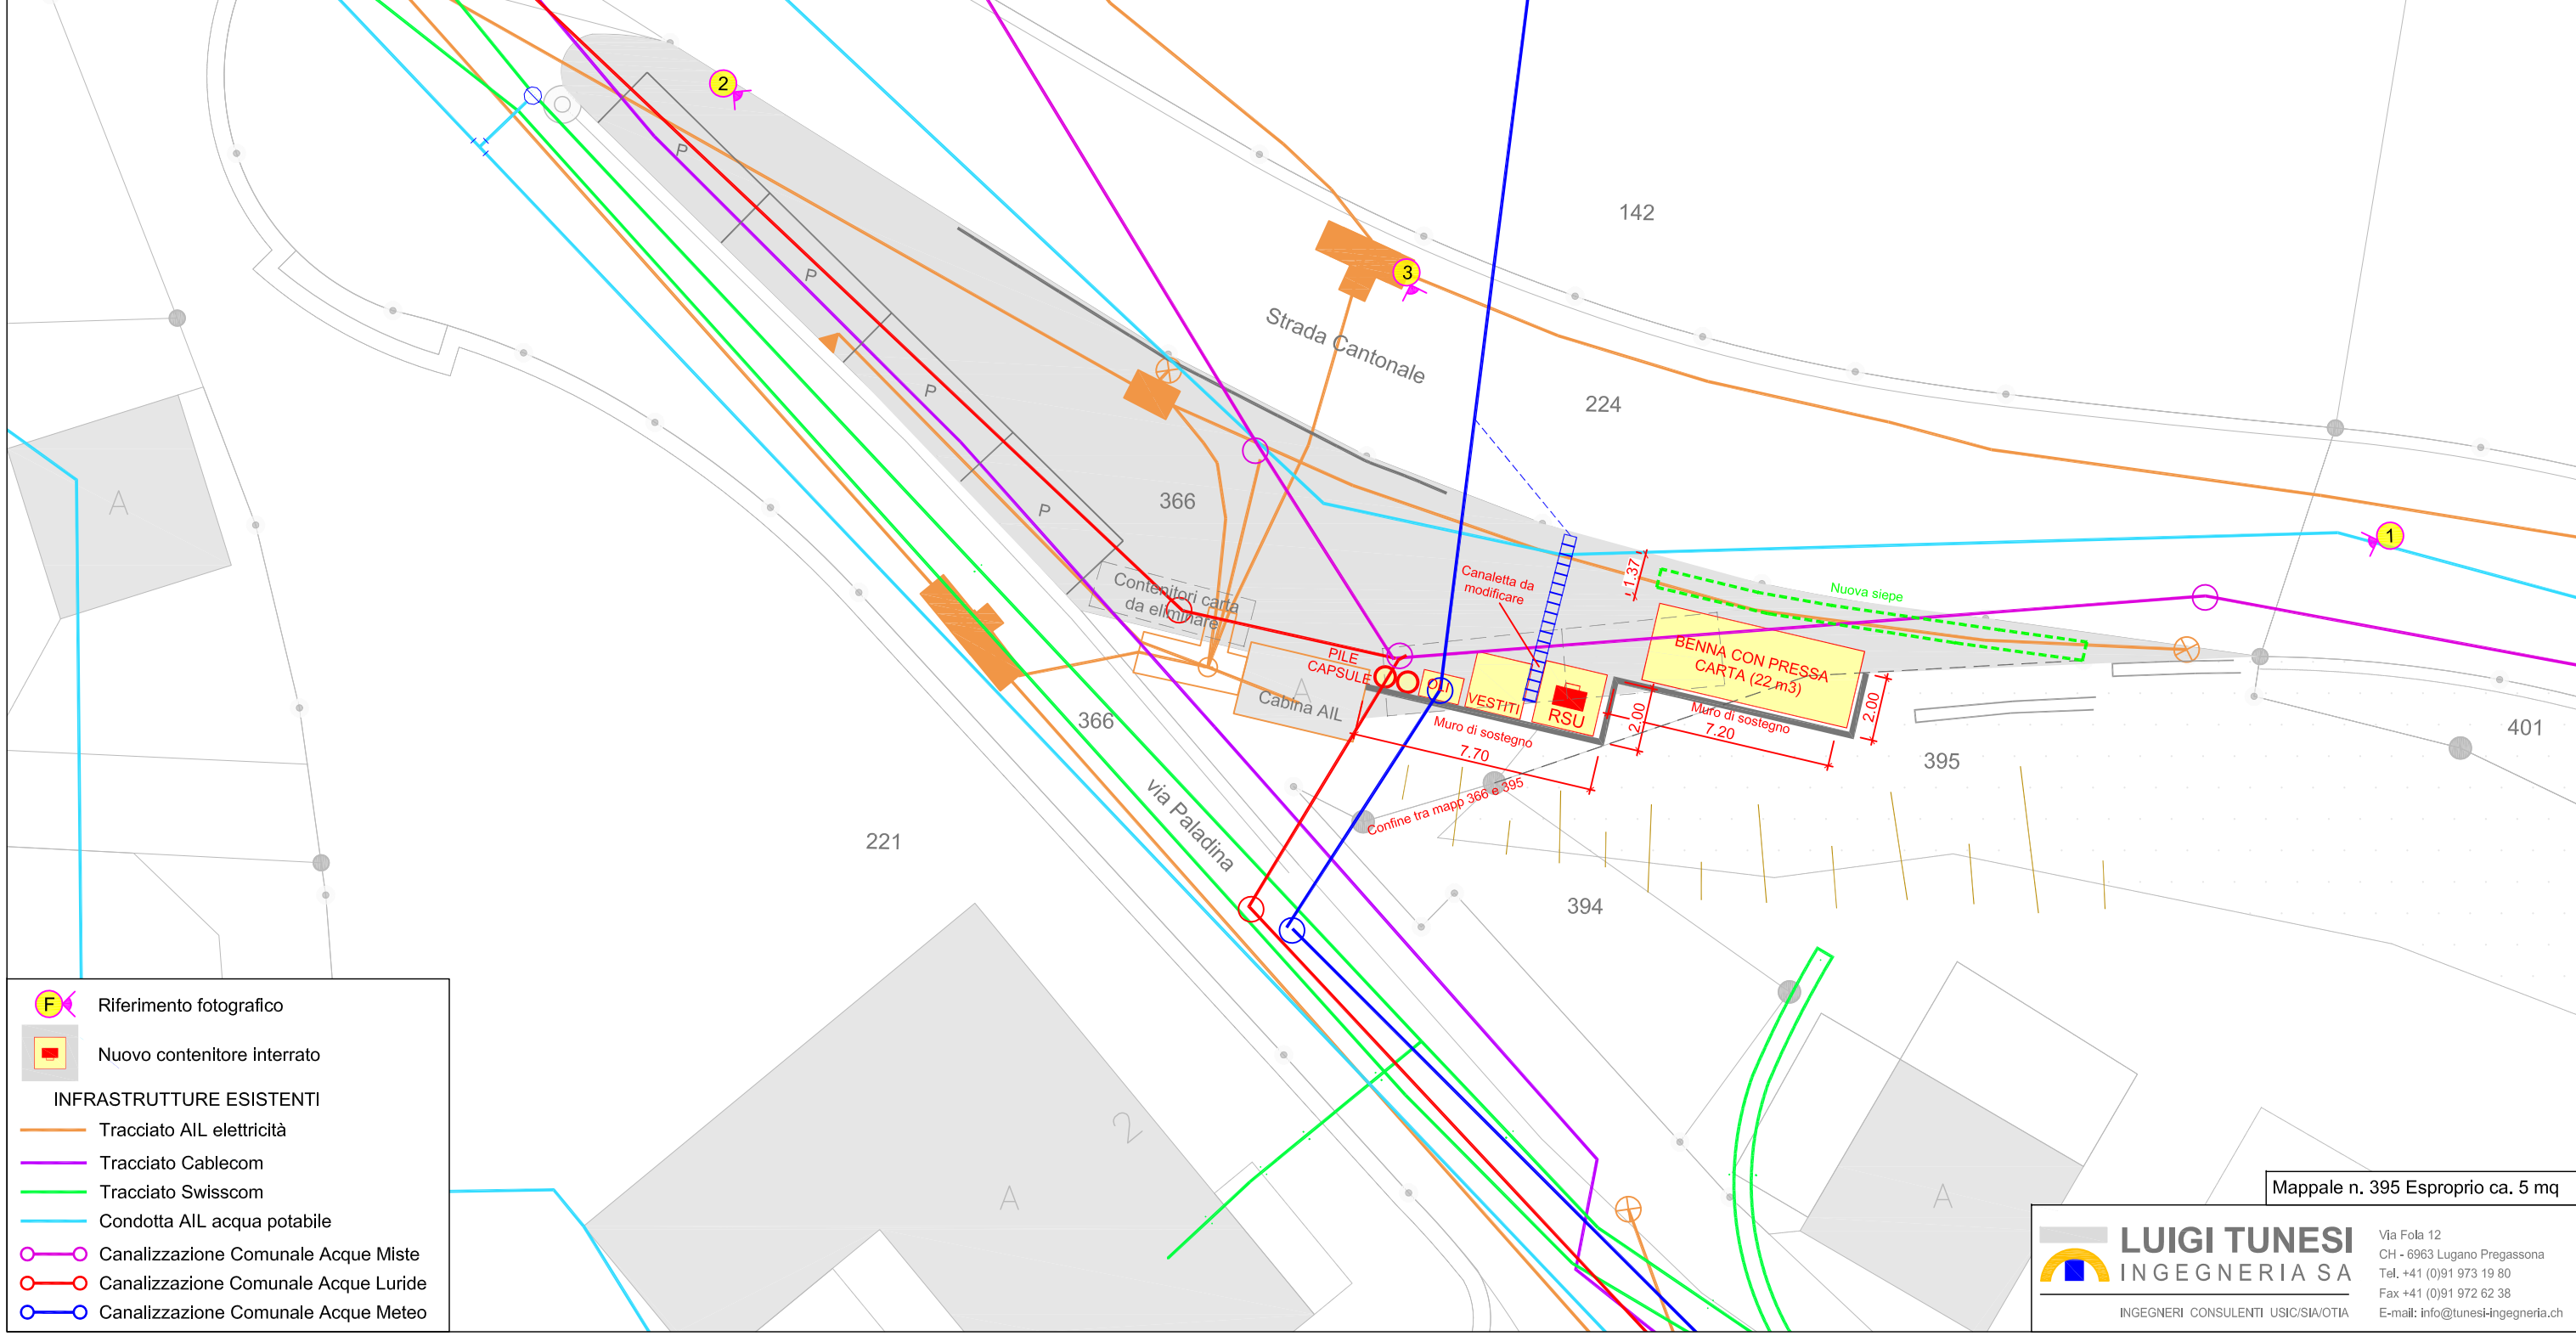 2
P
142
P
3
Strada Cantonale
P
224
A
366
P
1
1.37
Canaletta da
modificare
Nuova siepe
Contenitori carta
da eliminare
PILE
CAPSULE
BENNA CON PRESSA
CARTA (22 m3)
OLI
VESTITI
RSU
A
Cabina AIL
366
Muro di sostegno
7.70
2.00
Muro di sostegno
7.20
2.00
401
395
via Paladina
Confine tra mapp 366 e 395
221
394
2
A
A
F
Riferimento fotografico
Nuovo contenitore interrato
INFRASTRUTTURE ESISTENTI
Tracciato AIL elettricità
Tracciato Cablecom
Tracciato Swisscom
Condotta AIL acqua potabile
Canalizzazione Comunale Acque Miste
Canalizzazione Comunale Acque Luride
Canalizzazione Comunale Acque Meteo
Mappale n. 395 Esproprio ca. 5 mq
LUIGI TUNESI
INGEGNERIA SA
INGEGNERI CONSULENTI USIC/SIA/OTIA
Via Fola 12
CH - 6963 Lugano Pregassona
Tel. +41 (0)91 973 19 80
Fax +41 (0)91 972 62 38
E-mail: info@tunesi-ingegneria.ch